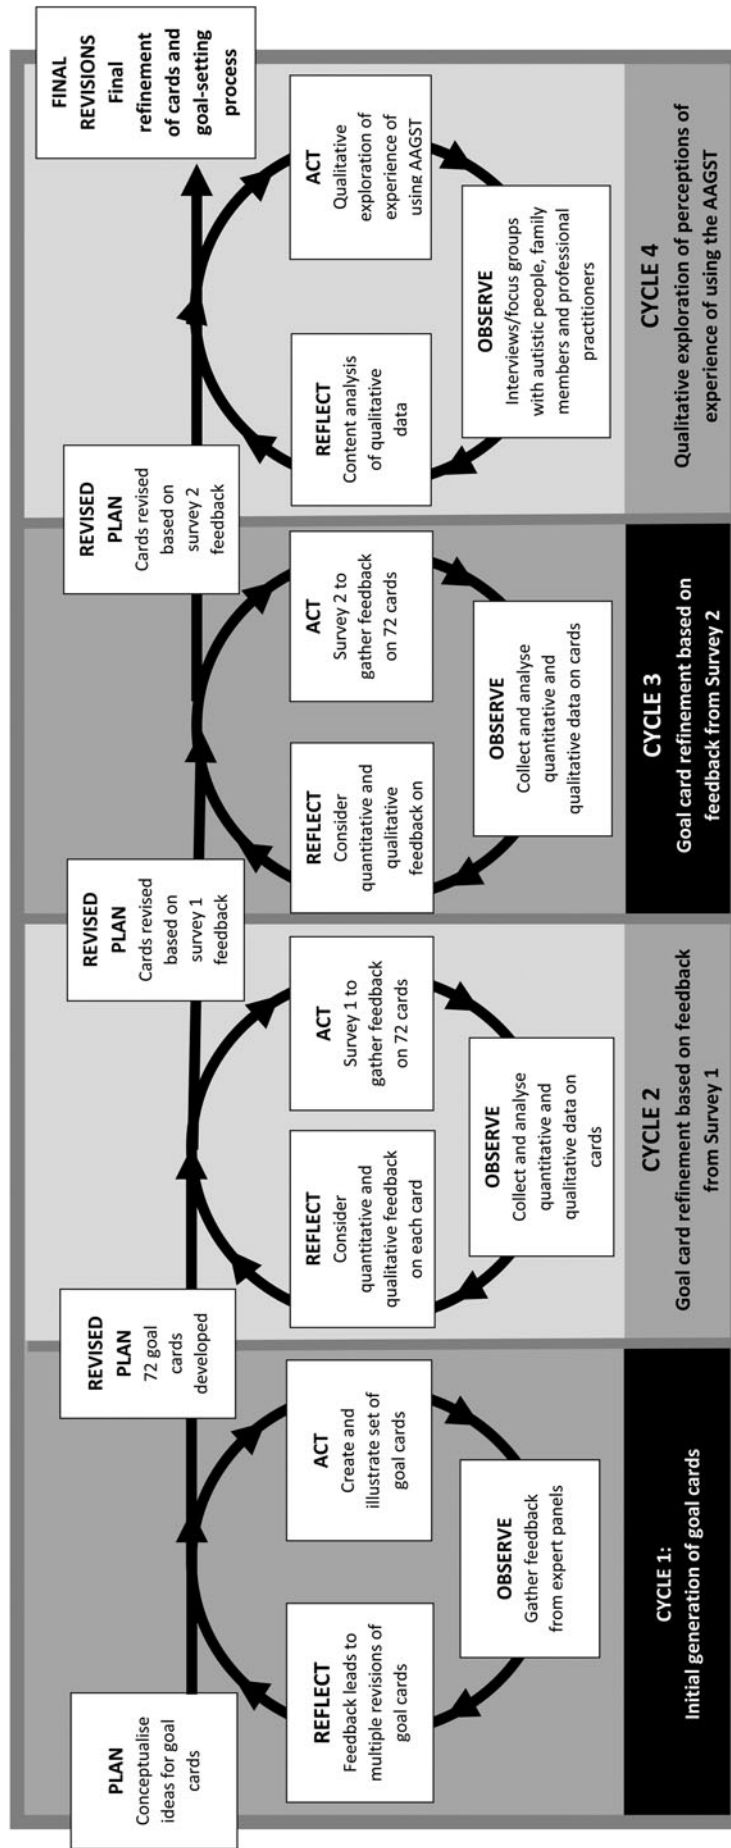 PLAN
Conceptualise
ideas for goal
cards
ACT
Create and
illustrate set of
goal cards
OBSERVE
Gather feedback
from expert panels
REFLECT
Feedback leads to
multiple revisions of
goal cards
CYCLE 1:
Initial generation of goal cards
REVISED
PLAN
72 goal
cards
developed
ACT
Survey 1 to
gather feedback
on 72 cards
OBSERVE
Collect and analyse
quantitative and
qualitative data on
cards
REFLECT
Consider
quantitative and
qualitative feedback
on each card
CYCLE 2
Goal card refinement based on feedback
from Survey 1
REVISED
PLAN
Cards revised
based on
survey 1
feedback
ACT
Survey 2 to
gather feedback
on 72 cards
OBSERVE
Collect and analyse
quantitative and
qualitative data on cards
REFLECT
Consider
quantitative and
qualitative
feedback on
CYCLE 3
Goal card refinement based on
feedback from Survey 2
REVISED
PLAN
Cards revised
based on
survey 2
feedback
ACT
Qualitative
exploration of
experience of
using AAGST
OBSERVE
Interviews/focus groups
with autistic people, family
members and professional
practitioners
REFLECT
Content analysis
of qualitative
data
CYCLE 4
Qualitative exploration of perceptions of
experience of using the AAGST
FINAL
REVISIONS
Final
refinement
of cards and
goal-setting
process